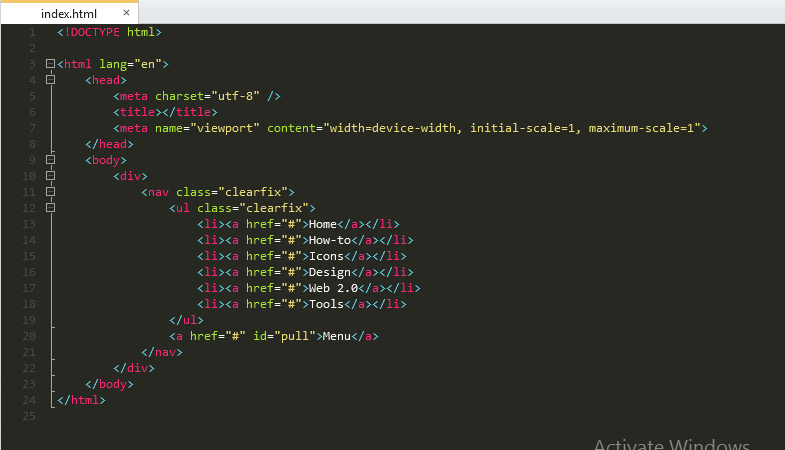 index.html ×
1 <!DOCTYPE html>
2
3 <html lang="en">
4     <head>
5         <meta charset="utf-8" />
6         <title></title>
7         <meta name="viewport" content="width=device-width, initial-scale=1, maximum-scale=1">
8     </head>
9     <body>
10         <div>
11             <nav class="clearfix">
12                 <ul class="clearfix">
13                     <li><a href="#">Home</a></li>
14                     <li><a href="#">How-to</a></li>
15                     <li><a href="#">Icons</a></li>
16                     <li><a href="#">Design</a></li>
17                     <li><a href="#">Web 2.0</a></li>
18                     <li><a href="#">Tools</a></li>
19                 </ul>
20                 <a href="#" id="pull">Menu</a>
21             </nav>
22         </div>
23     </body>
24 </html>
25
Activate Windows